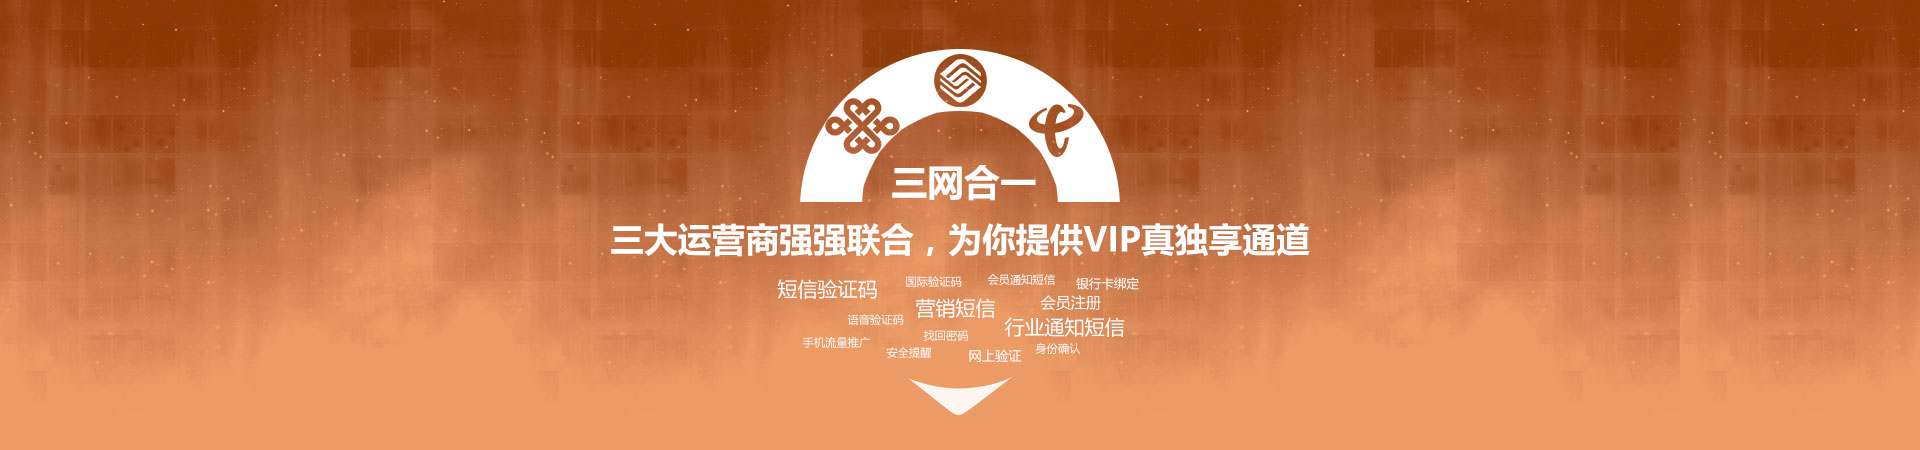 三网合一
三大运营商强强联合，为你提供VIP真独享通道
短信验证码
国际验证码
会员通知短信
银行卡绑定
营销短信
会员注册
语音验证码
行业通知短信
找回密码
手机流量推广
安全提醒
网上验证
身份确认